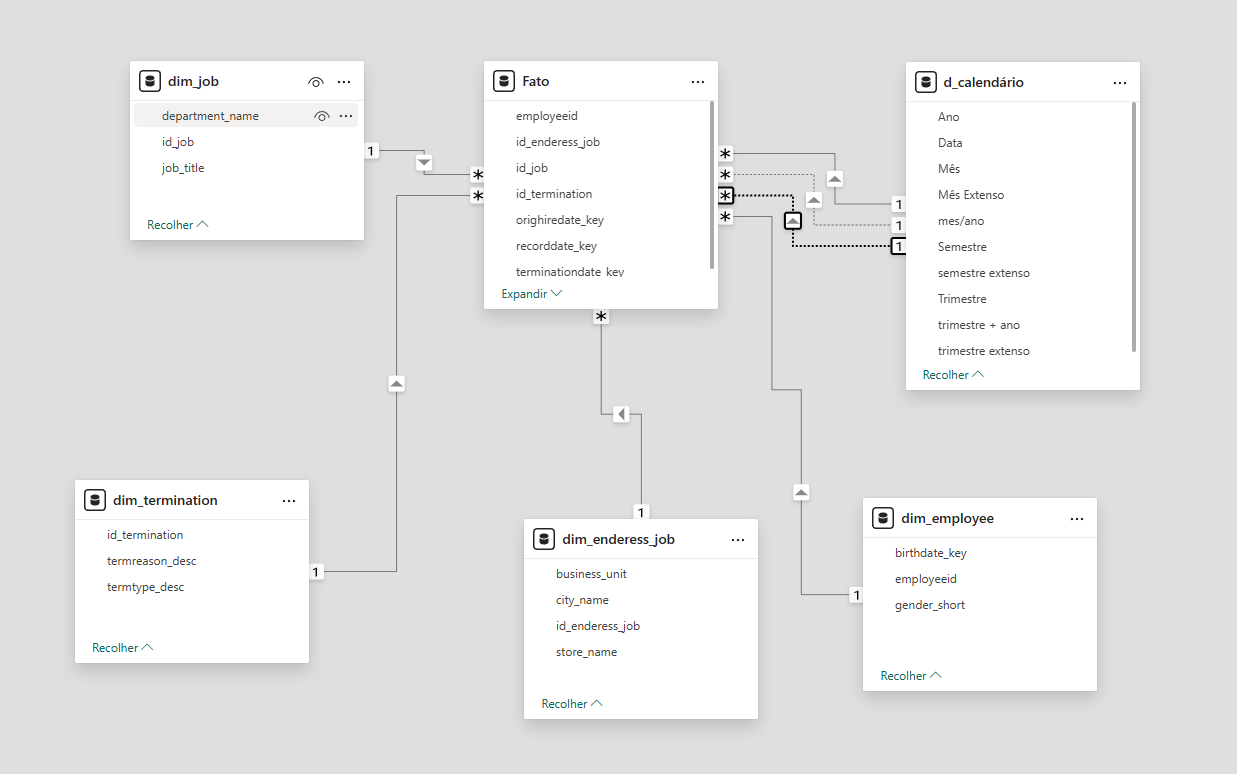 dim_job
department_name
id_job
job_title
Recolher
Fato
employeeid
id_enderess_job
id_job
id_termination
orighiredate_key
recorddate_key
terminationdate_key
Expandir
d_calendário
Ano
Data
Mês
Mês Extenso
mes/ano
Semestre
semestre extenso
Trimestre
trimestre + ano
trimestre extenso
Recolher
1
*
*
*
*
*
*
1
1
1
*
dim_termination
id_termination
termreason_desc
termtype_desc
Recolher
1
1
dim_enderess_job
business_unit
city_name
id_enderess_job
store_name
Recolher
dim_employee
birthdate_key
employeeid
gender_short
Recolher
1